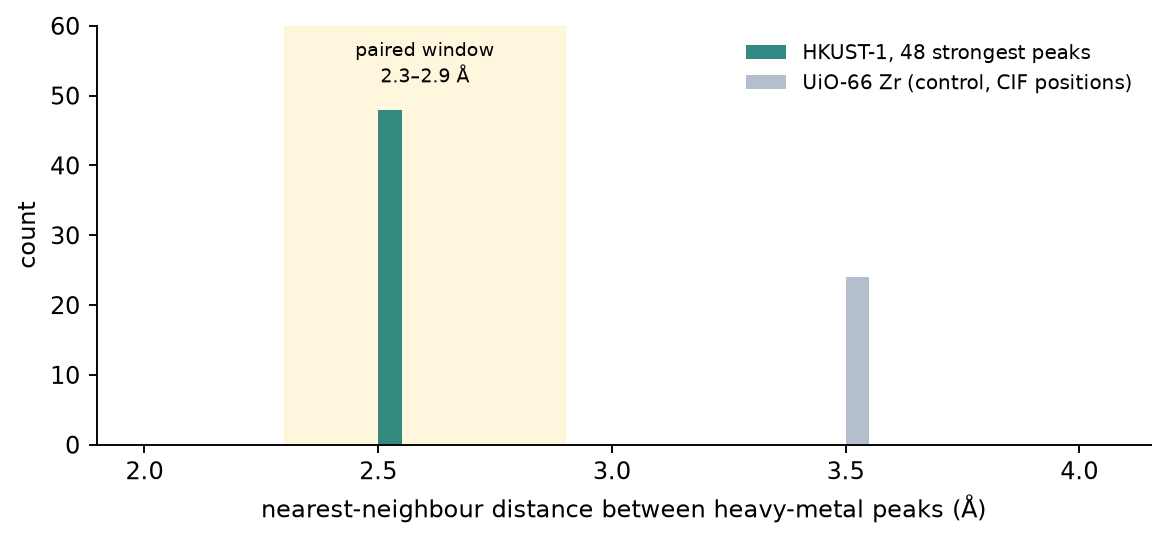 60
50
40
30
20
10
0
count
paired window
2.3–2.9 Å
HKUST-1, 48 strongest peaks
UiO-66 Zr (control, CIF positions)
2.0 2.5 3.0 3.5 4.0
nearest-neighbour distance between heavy-metal peaks (Å)